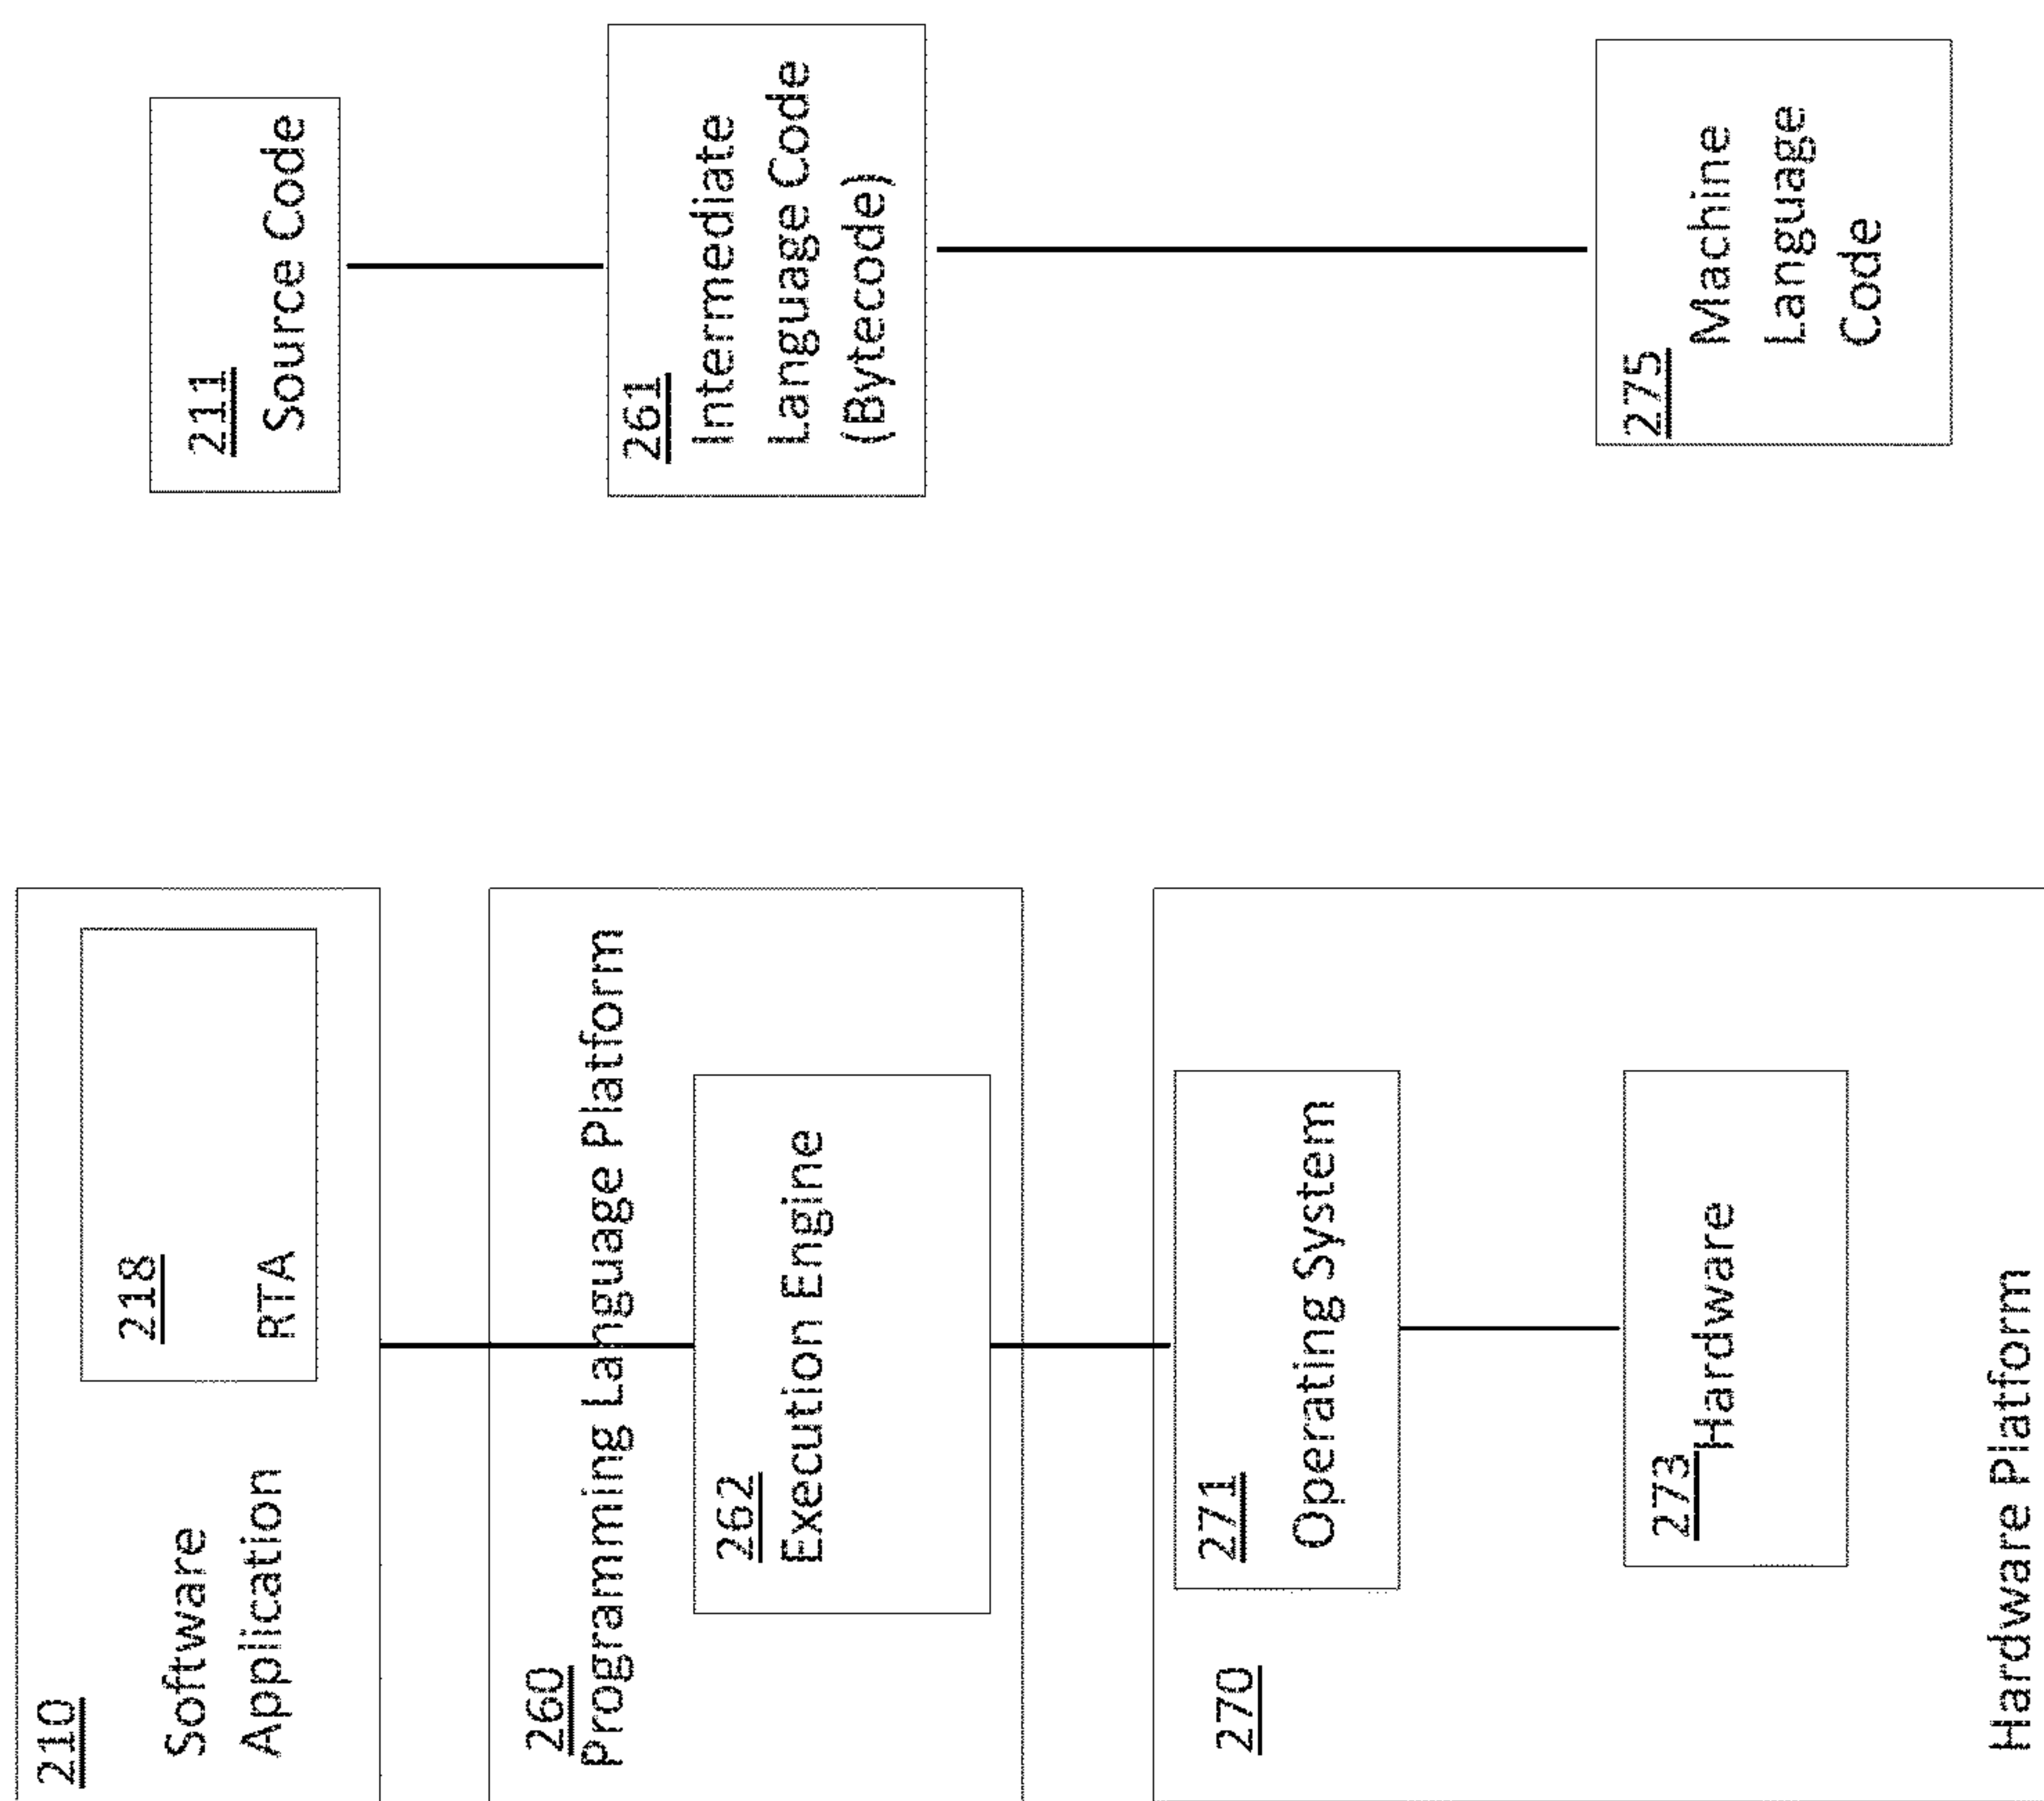 210
Software
Application
218
RTA
211
Source Code
260
Programming Language Platform
262
Execution Engine
261
Intermediate
Language Code
(Bytecode)
270
271
Operating System
273
Hardware
Hardware Platform
275
Machine
Language
Code